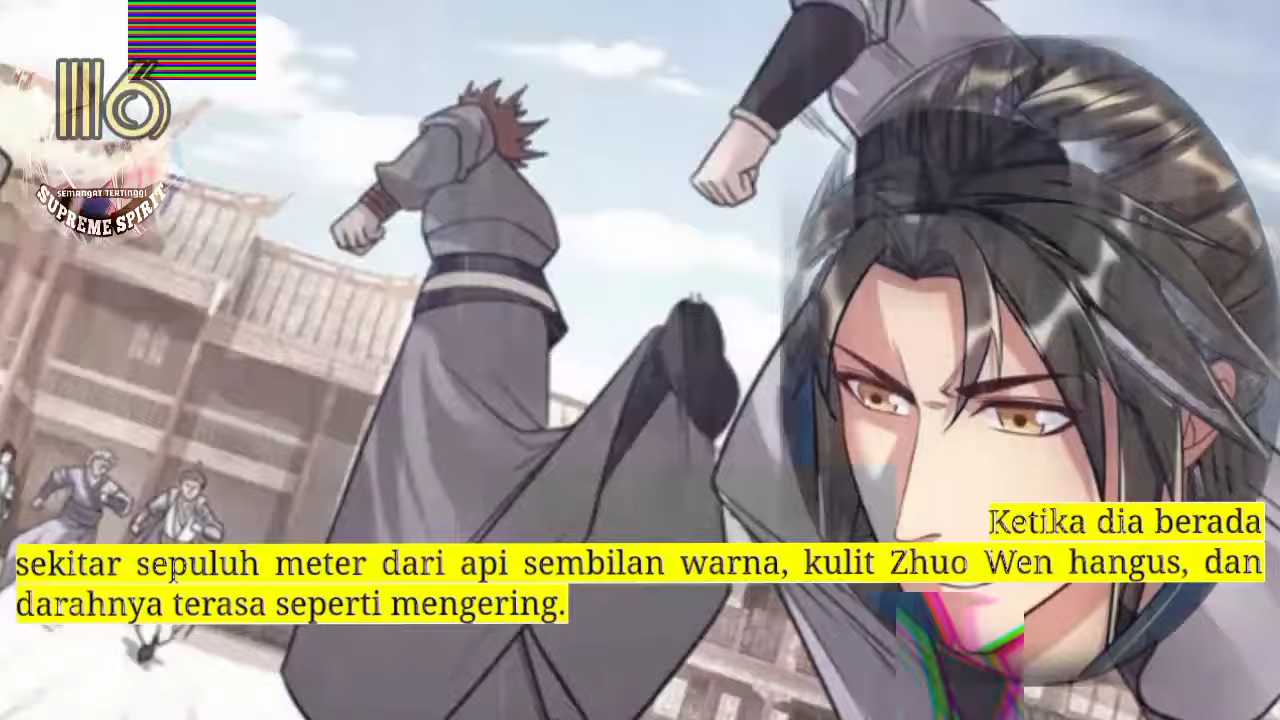 116
SEMANGAT TERTINGGI
SUPREME SPIRIT
Ketika dia berada
sekitar sepuluh meter dari api sembilan warna, kulit Zhuo Wen hangus, dan
darahnya terasa seperti mengering.